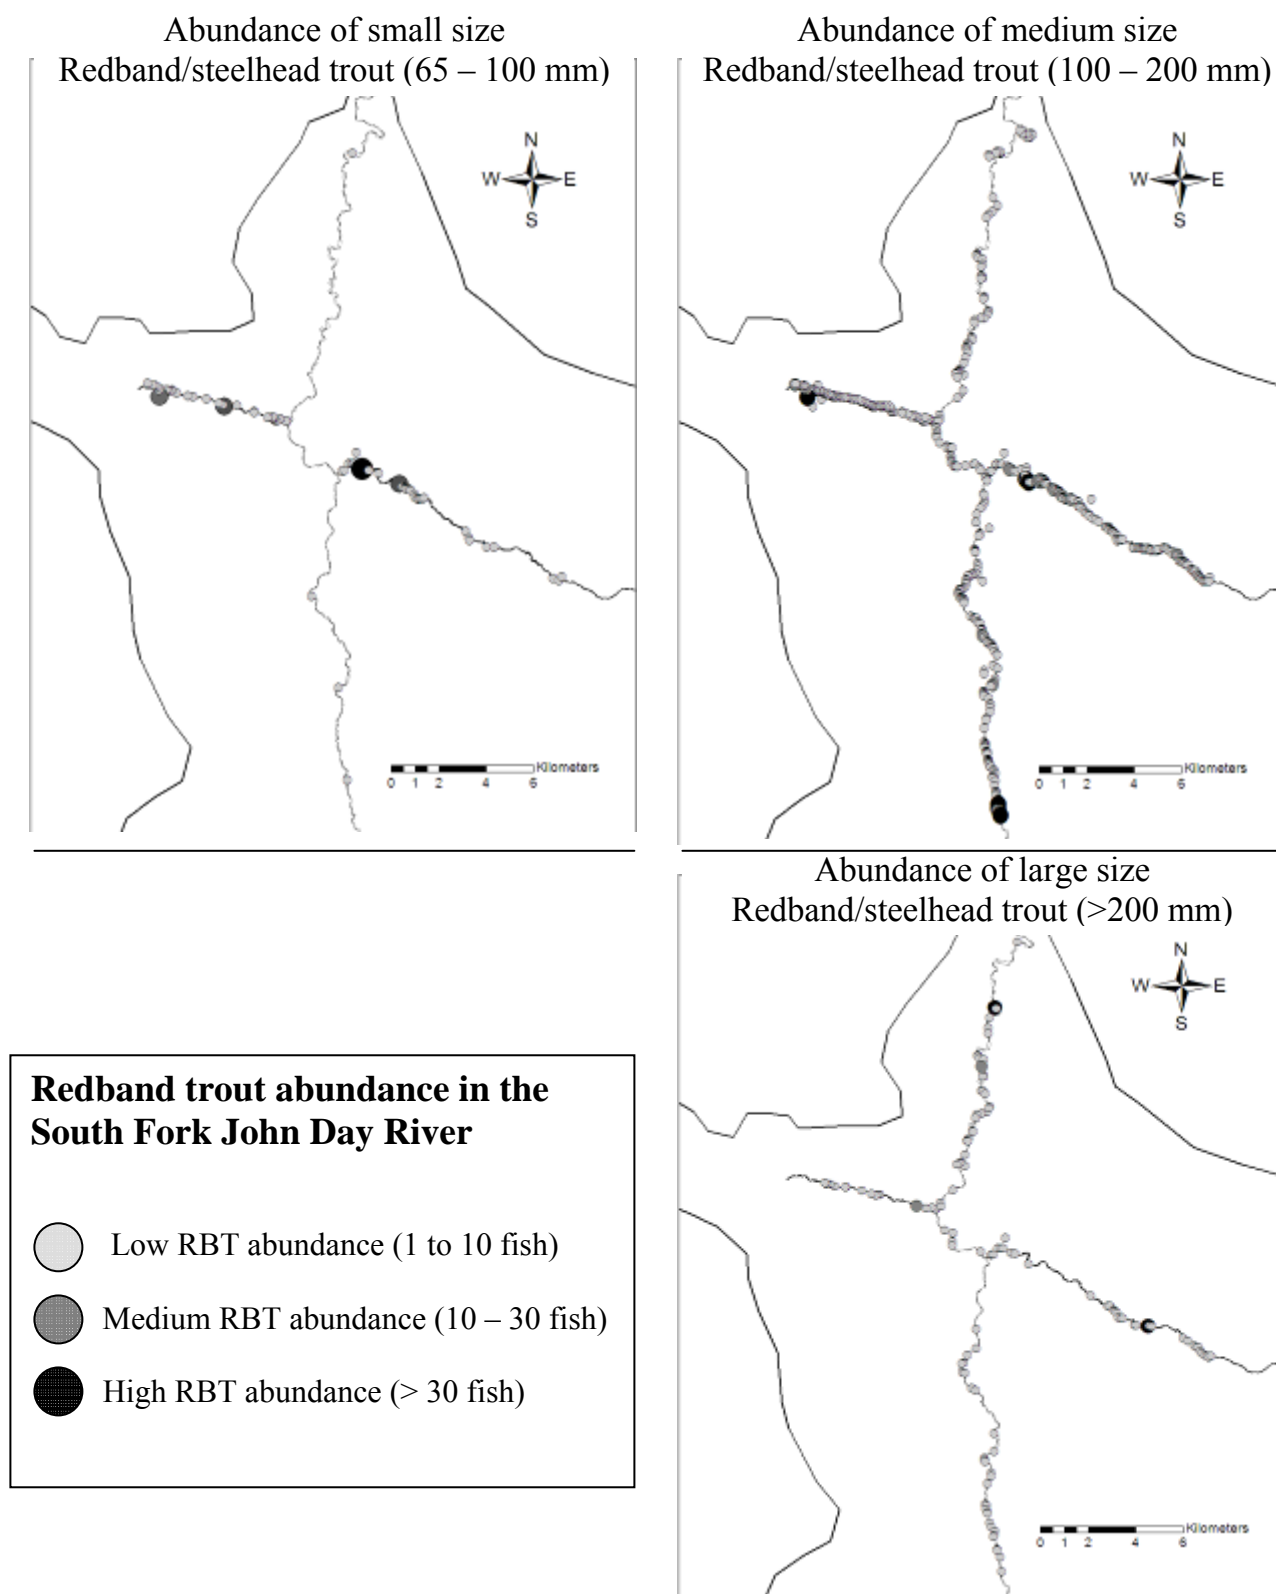 Abundance of small size
Redband/steelhead trout (65 – 100 mm)
N
W E
S
Kilometers
0 1 2 4 6
Abundance of medium size
Redband/steelhead trout (100 – 200 mm)
N
W E
S
Kilometers
0 1 2 4 6
Abundance of large size
Redband/steelhead trout (>200 mm)
N
W E
S
Kilometers
0 1 2 4 6
Redband trout abundance in the
South Fork John Day River
Low RBT abundance (1 to 10 fish)
Medium RBT abundance (10 – 30 fish)
High RBT abundance (> 30 fish)